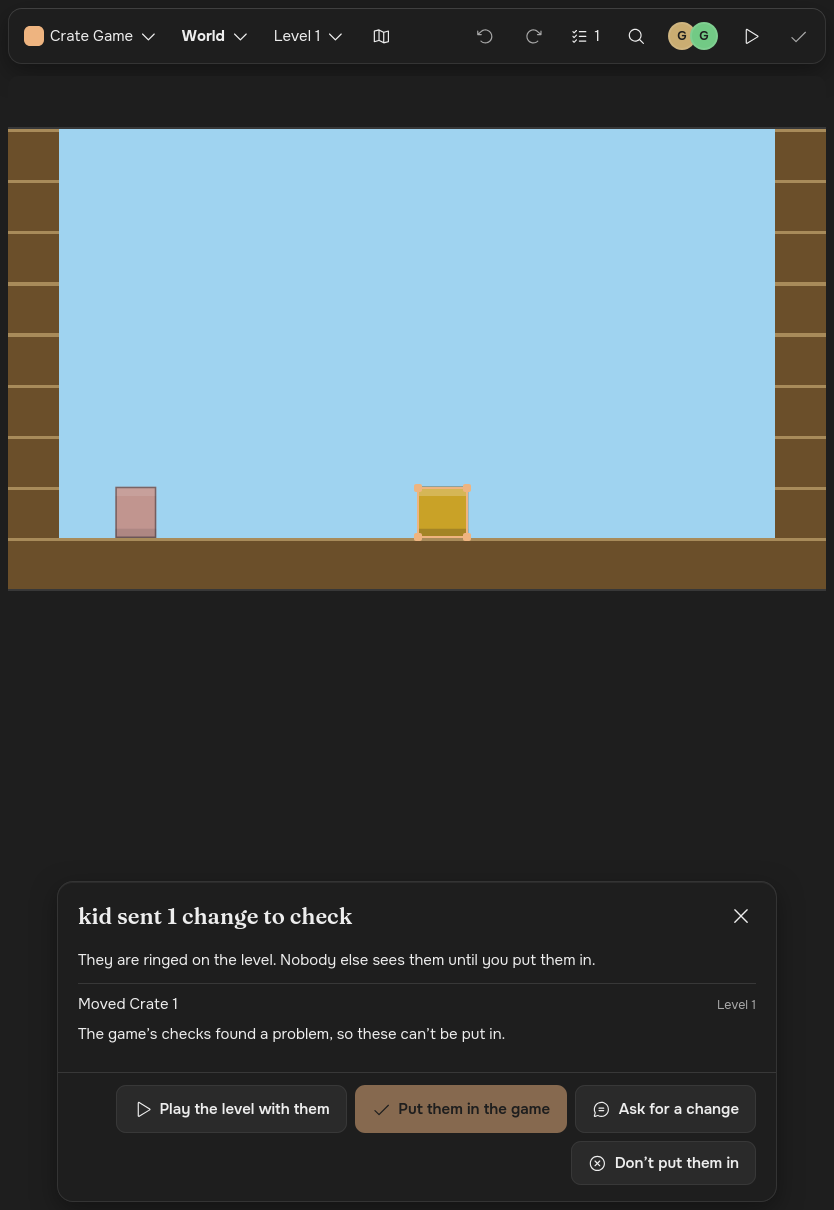 Crate Game
World
Level 1
1
G
G
kid sent 1 change to check
They are ringed on the level. Nobody else sees them until you put them in.
Moved Crate 1
Level 1
The game’s checks found a problem, so these can’t be put in.
Play the level with them
Put them in the game
Ask for a change
Don’t put them in